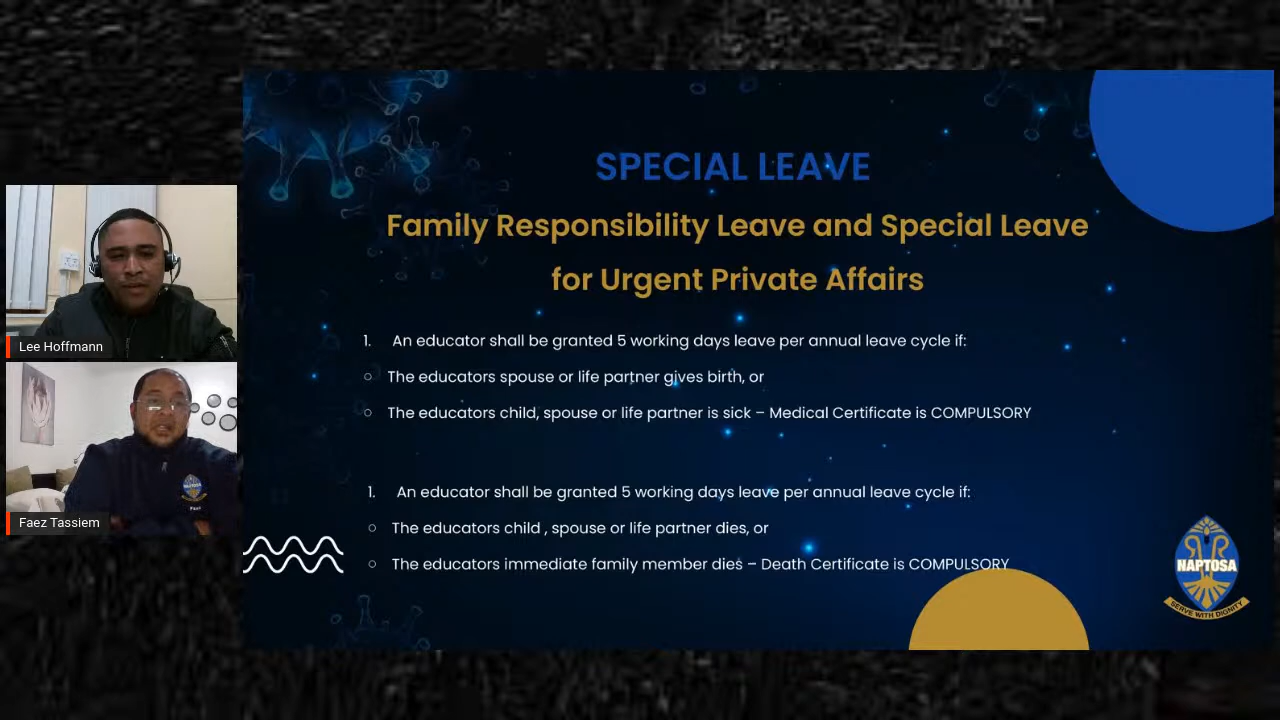 SPECIAL LEAVE
Family Responsibility Leave and Special Leave
for Urgent Private Affairs
1. An educator shall be granted 5 working days leave per annual leave cycle if:
○ The educators spouse or life partner gives birth, or
○ The educators child, spouse or life partner is sick – Medical Certificate is COMPULSORY
1. An educator shall be granted 5 working days leave per annual leave cycle if:
○ The educators child , spouse or life partner dies, or
○ The educators immediate family member dies – Death Certificate is COMPULSORY
Lee Hoffmann
Faez Tassiem
NAPTOSA
SERVE WITH DIGNITY